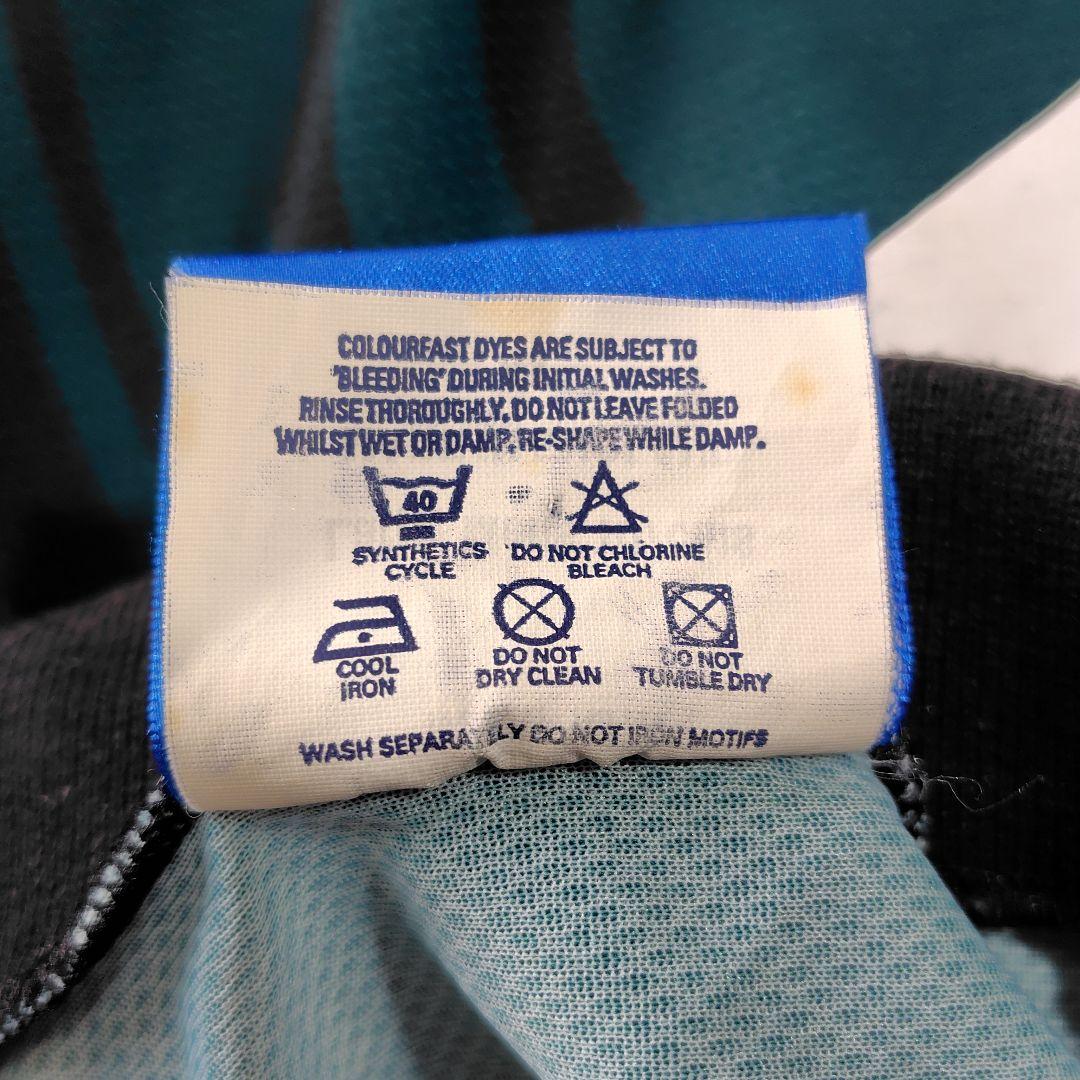 COLOURFAST DYES ARE SUBJECT TO
'BLEEDING' DURING INITIAL WASHES.
RINSE THOROUGHLY. DO NOT LEAVE FOLDED
WHILST WET OR DAMP. RE-SHAPE WHILE DAMP.
40
SYNTHETICS
CYCLE
DO NOT CHLORINE
BLEACH
COOL
IRON
DO NOT
DRY CLEAN
DO NOT
TUMBLE DRY
WASH SEPARATELY DO NOT IRON MOTIFS